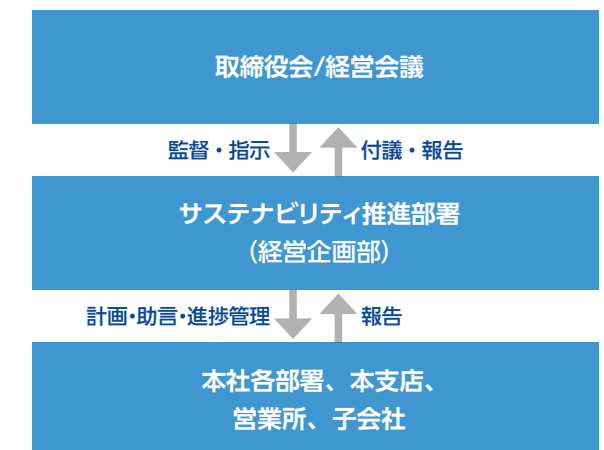 取締役会/経営会議
監督・指示 付議・報告
サステナビリティ推進部署
(経営企画部)
計画・助言・進捗管理 報告
本社各部署、本支店、
営業所、子会社